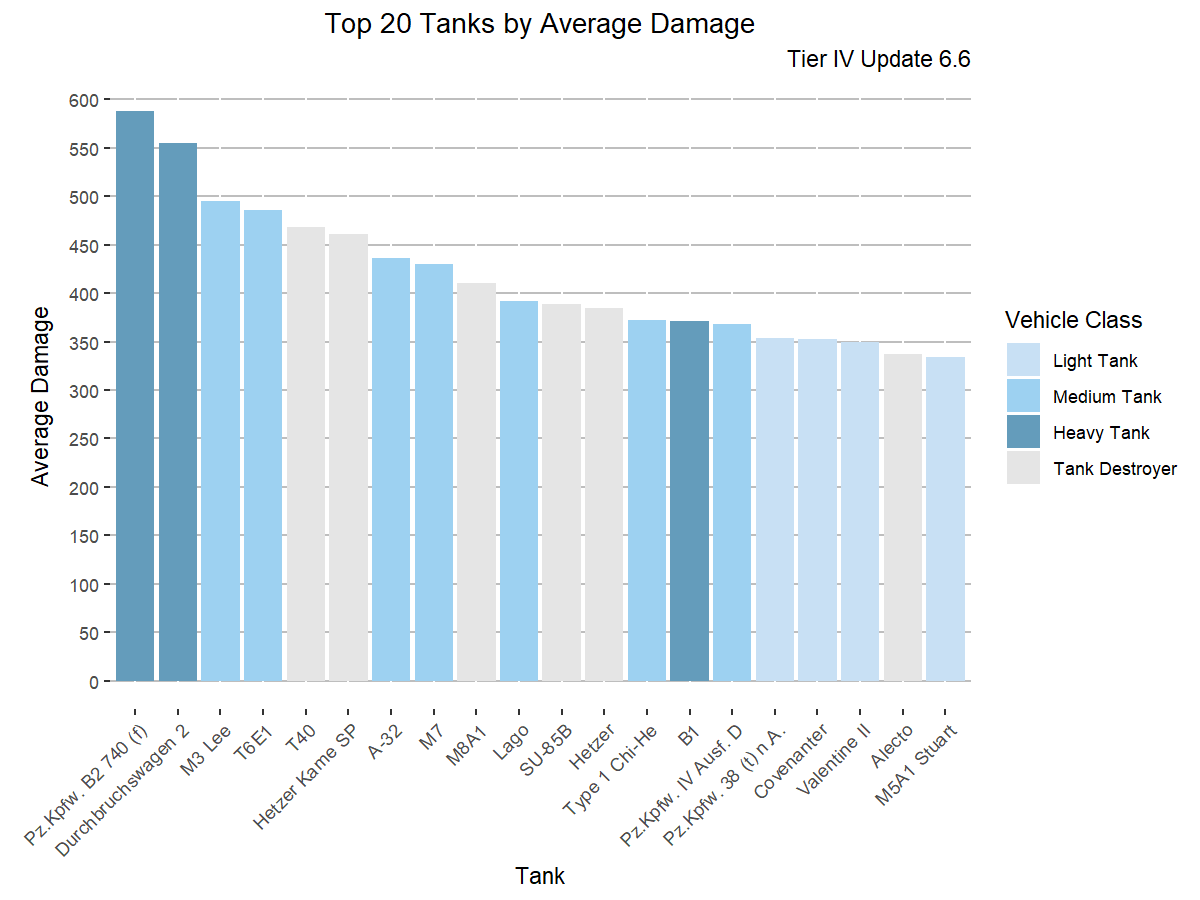 Top 20 Tanks by Average Damage
Tier IV Update 6.6
600
550
500
450
400
350
300
250
200
150
100
50
0
Average Damage
Pz.Kpfw. B2 740 (f)
Durchbruchswagen 2
M3 Lee
T6E1
T40
Hetzer Kame SP
A-32
M7
M8A1
Lago
SU-85B
Hetzer
Type 1 Chi-He
B1
Pz.Kpfw. IV Ausf. D
Pz.Kpfw. 38 (t) n.A.
Covenanter
Valentine II
Alecto
M5A1 Stuart
Tank
Vehicle Class
Light Tank
Medium Tank
Heavy Tank
Tank Destroyer